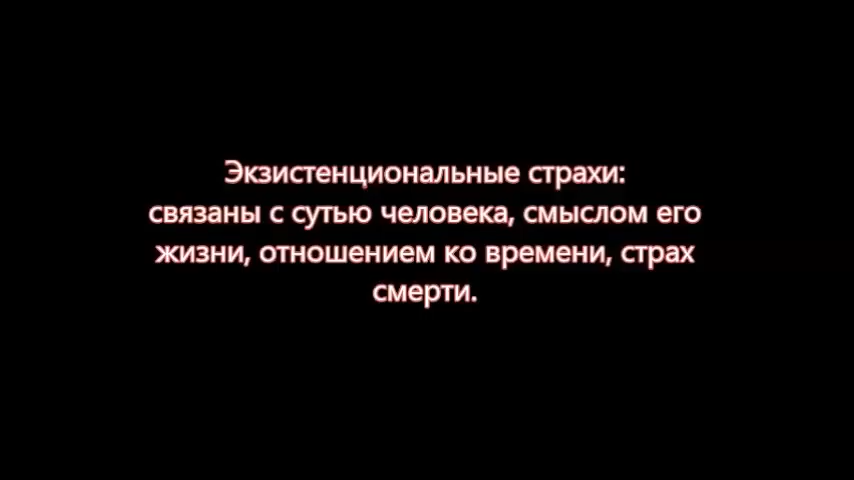 Экзистенциональные страхи:
связаны с сутью человека, смыслом его
жизни, отношением ко времени, страх
смерти.